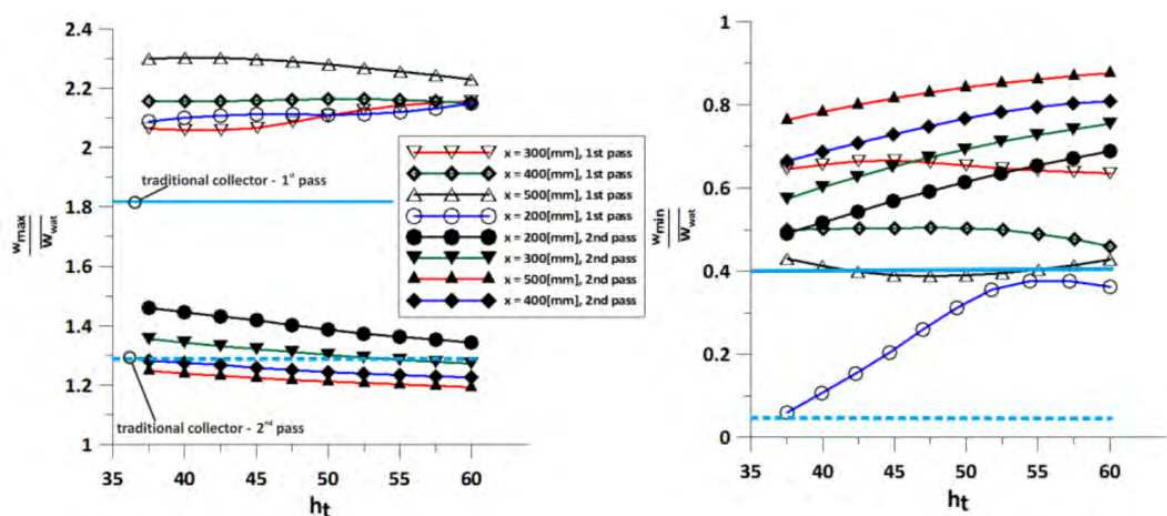 2.4
2.2
2
1.8
1.6
1.4
1.2
1
w_max
w_wat
traditional collector - 1st pass
traditional collector - 2nd pass
35 40 45 50 55 60
h_t
x = 300[mm], 1st pass
x = 400[mm], 1st pass
x = 500[mm], 1st pass
x = 200[mm], 1st pass
x = 200[mm], 2nd pass
x = 300[mm], 2nd pass
x = 500[mm], 2nd pass
x = 400[mm], 2nd pass
1
0.8
0.6
0.4
0.2
0
w_min
w_wat
35 40 45 50 55 60
h_t